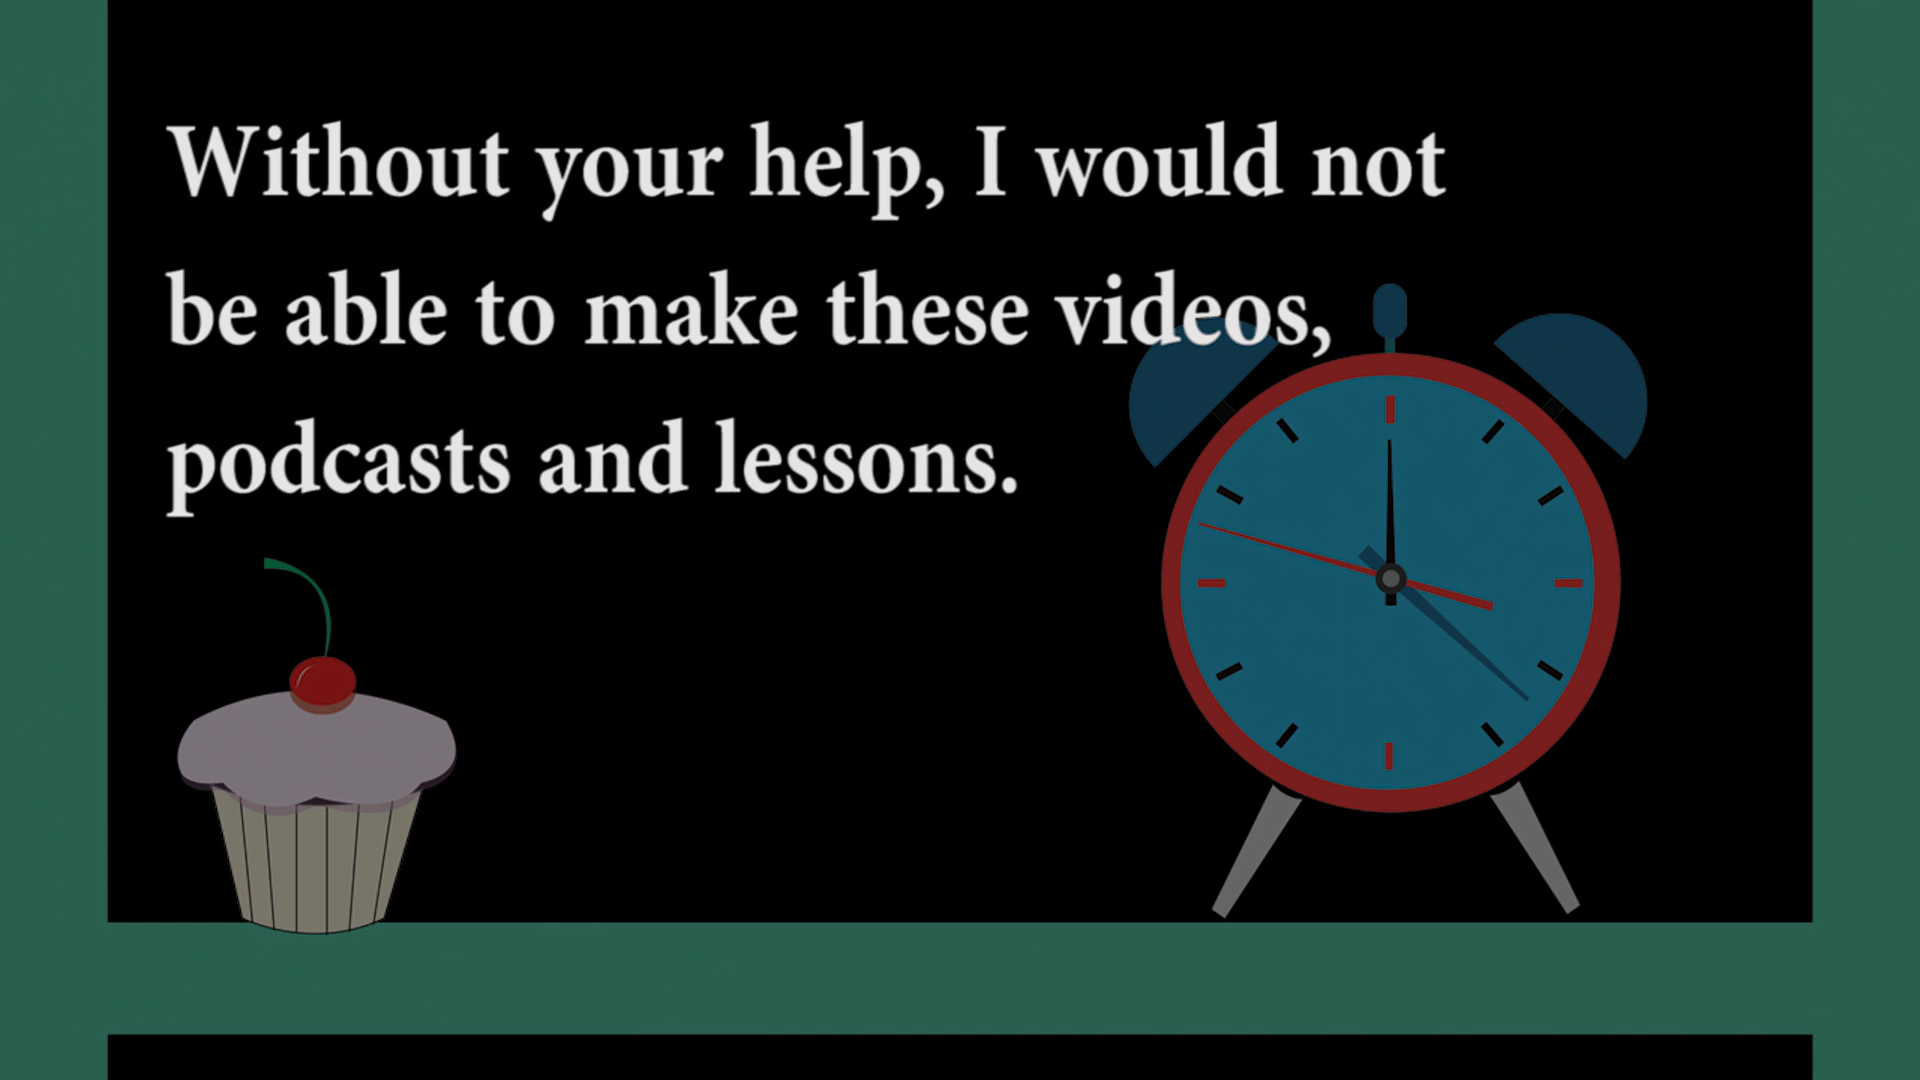 Without your help, I would not
be able to make these videos,
podcasts and lessons.